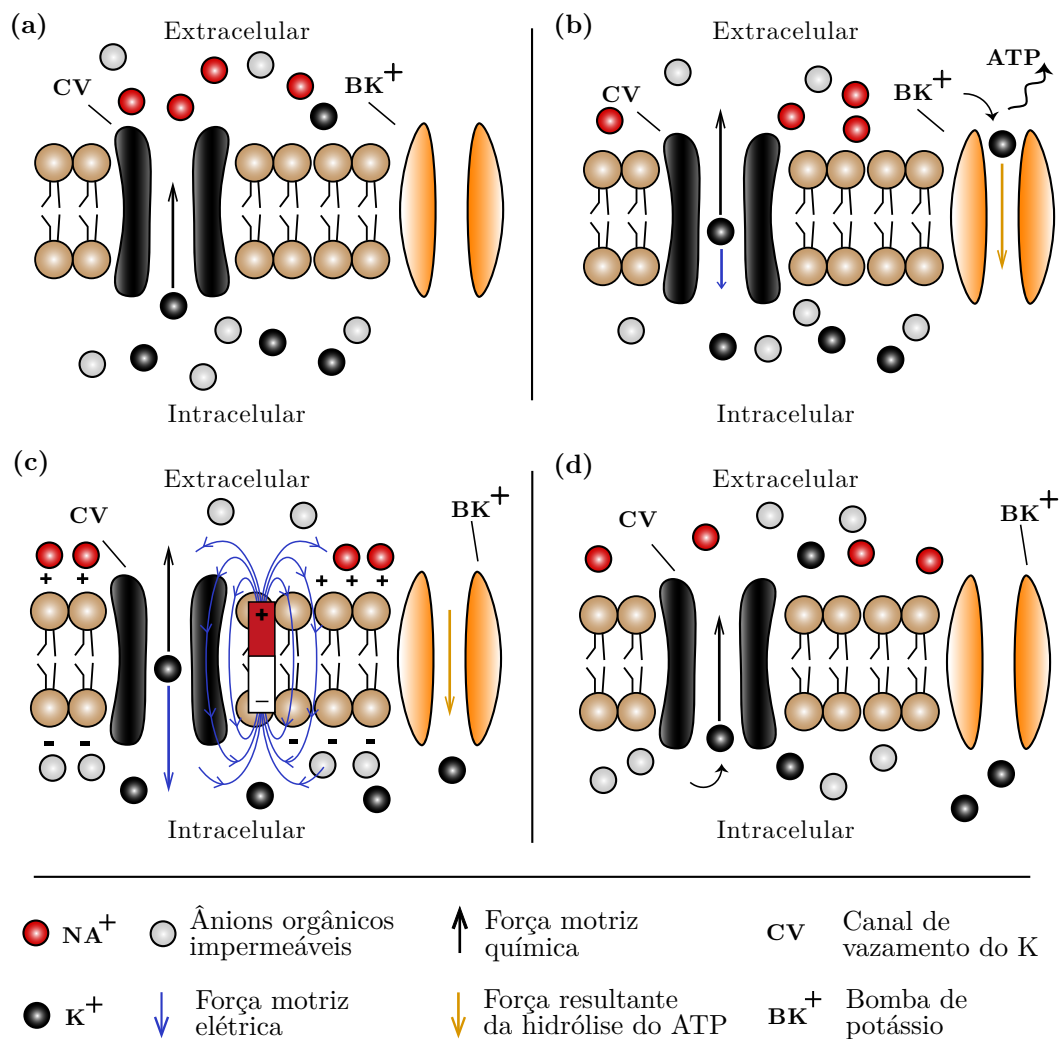 (a)
Extracelular
CV
BK+
Intracelular
(b)
Extracelular
ATP
CV
BK+
Intracelular
(c)
Extracelular
CV
BK+
+ + + + +
+
−
- - - - -
Intracelular
(d)
Extracelular
CV
BK+
Intracelular
NA+
Ânions orgânicos
impermeáveis
Força motriz
química
CV
Canal de
vazamento do K
K+
Força motriz
elétrica
Força resultante
da hidrólise do ATP
BK+
Bomba de
potássio